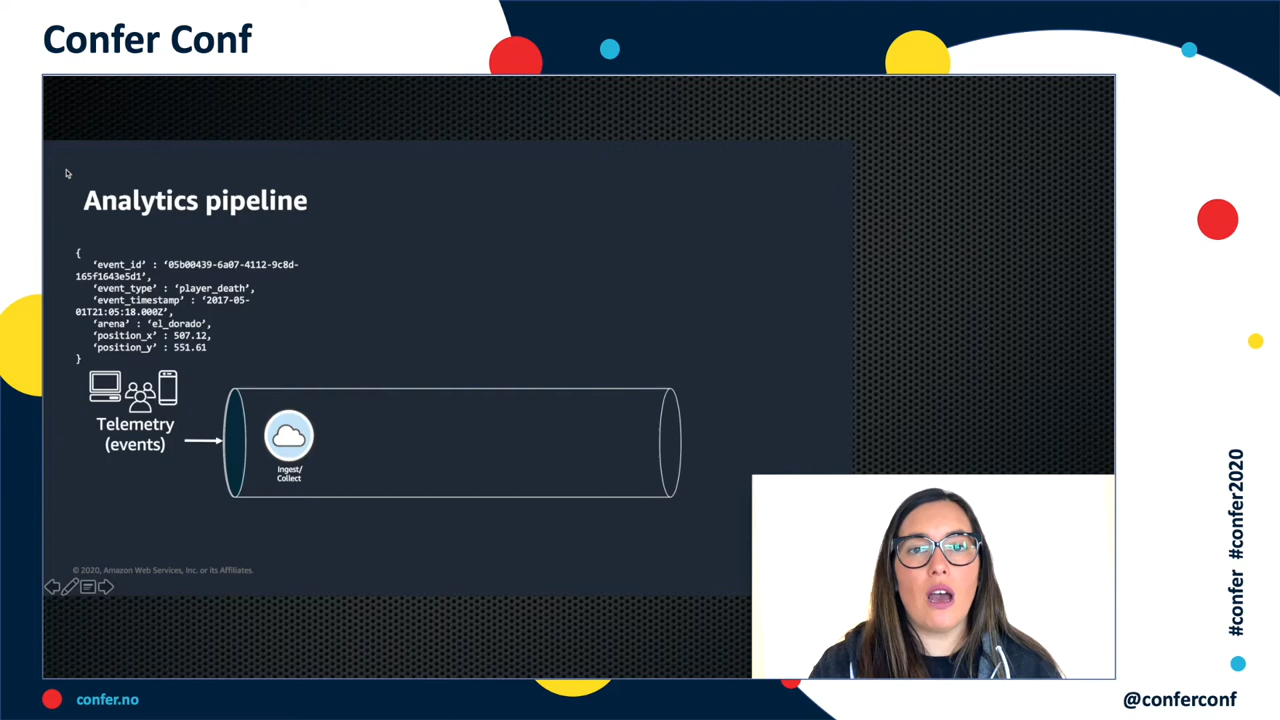 Confer Conf
Analytics pipeline
{
‘event_id’ : ‘05b00439-6a07-4112-9c8d-
165f1643e5d1’,
‘event_type’ : ‘player_death’,
‘event_timestamp’ : ‘2017-05-
01T21:05:18.000Z’,
‘arena’ : ‘el_dorado’,
‘position_x’ : 507.12,
‘position_y’ : 551.61
}
Telemetry
(events)
Ingest/
Collect
© 2020, Amazon Web Services, Inc. or its Affiliates.
#confer #confer2020
confer.no
@conferconf